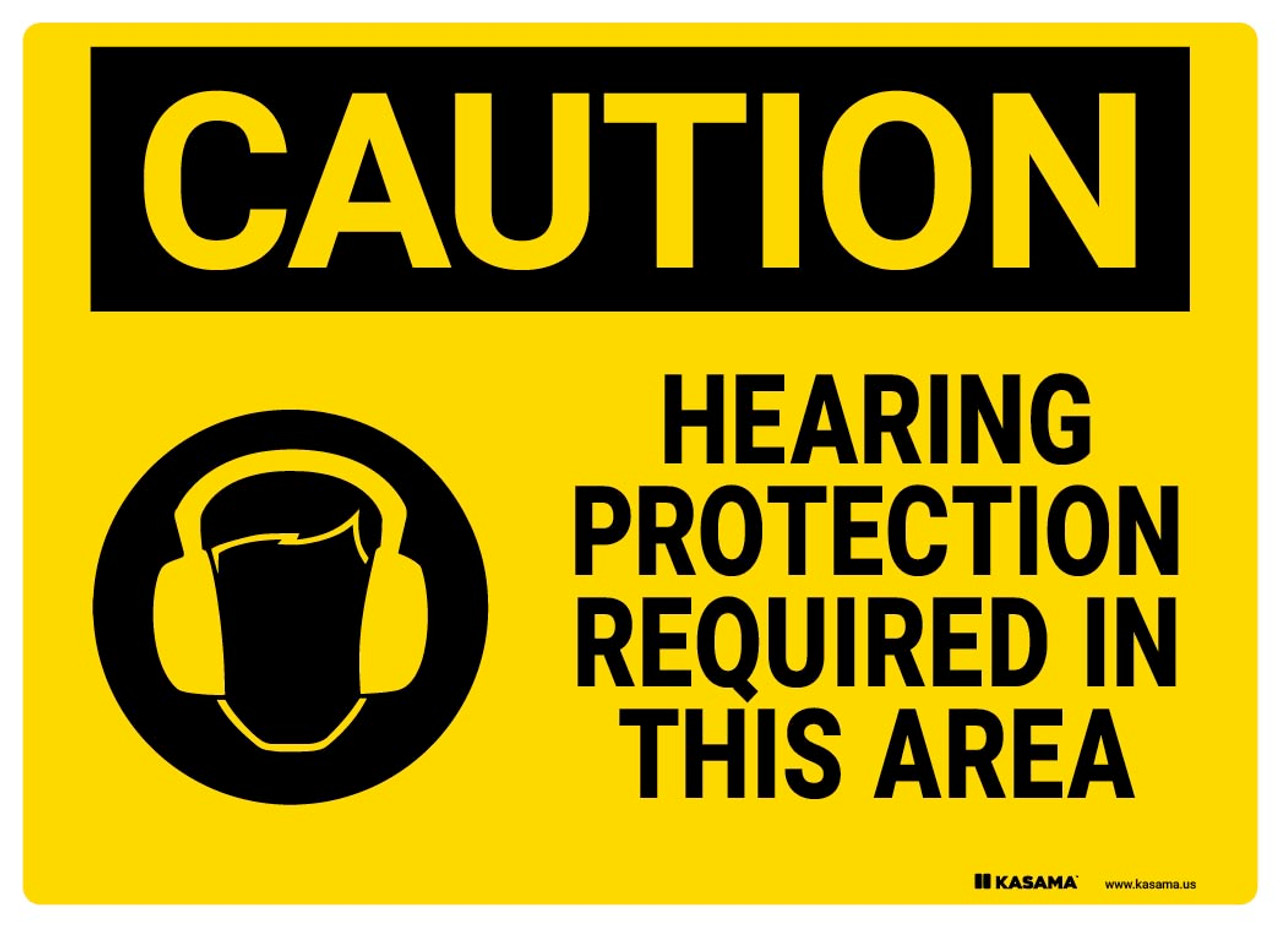 CAUTION
HEARING
PROTECTION
REQUIRED IN
THIS AREA
KASAMA www.kasama.us